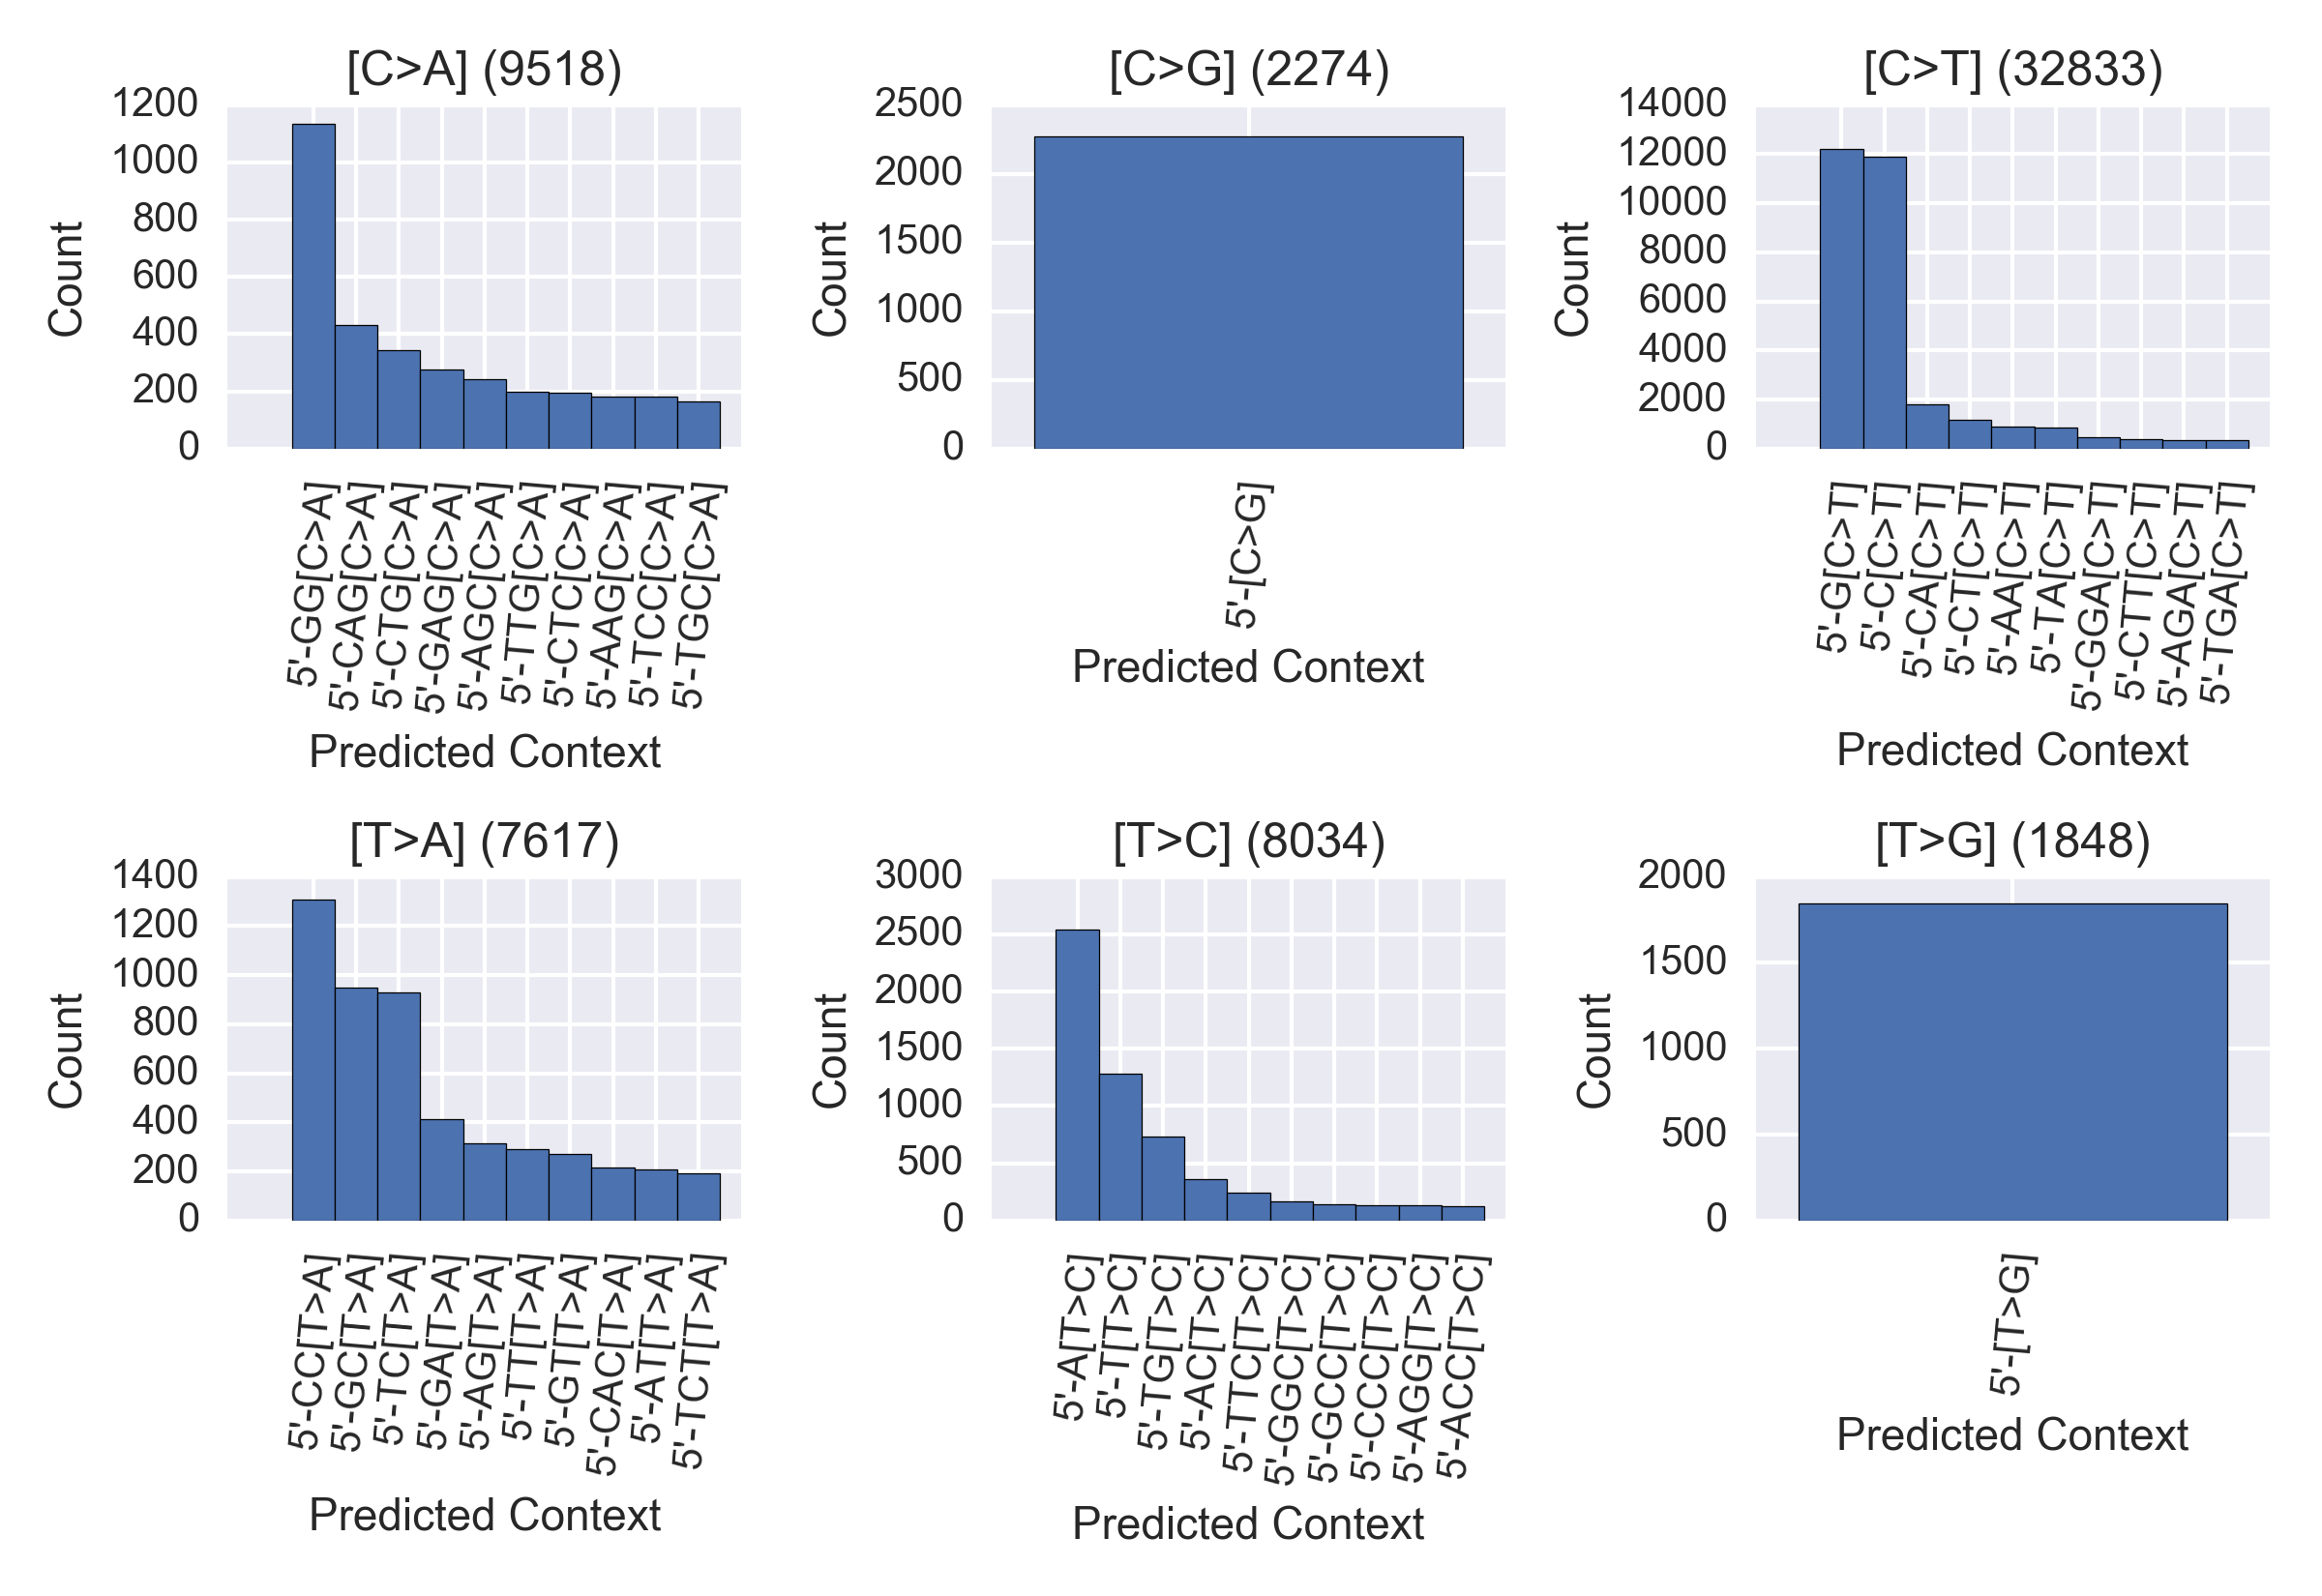 [C>A] (9518)
1200
1000
800
600
400
200
0
Count
5'-GG[C>A]
5'-CAG[C>A]
5'-CTG[C>A]
5'-GAG[C>A]
5'-AGC[C>A]
5'-TTG[C>A]
5'-CTC[C>A]
5'-AAG[C>A]
5'-TCC[C>A]
5'-TGC[C>A]
Predicted Context
[C>G] (2274)
2500
2000
1500
1000
500
0
Count
5'-[C>G]
Predicted Context
[C>T] (32833)
14000
12000
10000
8000
6000
4000
2000
0
Count
5'-G[C>T]
5'-C[C>T]
5'-CA[C>T]
5'-CT[C>T]
5'-AA[C>T]
5'-TA[C>T]
5'-GGA[C>T]
5'-CTT[C>T]
5'-AGA[C>T]
5'-TGA[C>T]
Predicted Context
[T>A] (7617)
1400
1200
1000
800
600
400
200
0
Count
5'-CC[T>A]
5'-GC[T>A]
5'-TC[T>A]
5'-GA[T>A]
5'-AG[T>A]
5'-TT[T>A]
5'-GT[T>A]
5'-CAC[T>A]
5'-AT[T>A]
5'-TCT[T>A]
Predicted Context
[T>C] (8034)
3000
2500
2000
1500
1000
500
0
Count
5'-A[T>C]
5'-T[T>C]
5'-TG[T>C]
5'-AC[T>C]
5'-TTC[T>C]
5'-GGC[T>C]
5'-GCC[T>C]
5'-CCC[T>C]
5'-AGG[T>C]
5'-ACC[T>C]
Predicted Context
[T>G] (1848)
2000
1500
1000
500
0
Count
5'-[T>G]
Predicted Context